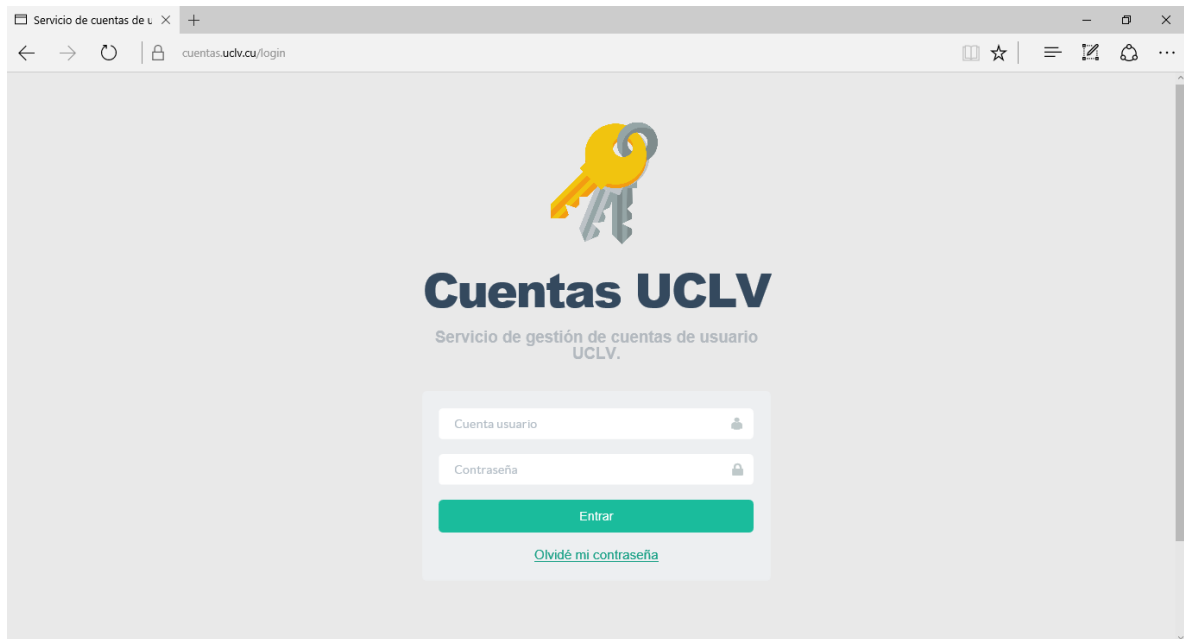 Servicio de cuentas de u
cuentas.uclv.cu/login
Cuentas UCLV
Servicio de gestión de cuentas de usuario
UCLV.
Cuenta usuario
Contraseña
Entrar
Olvidé mi contraseña